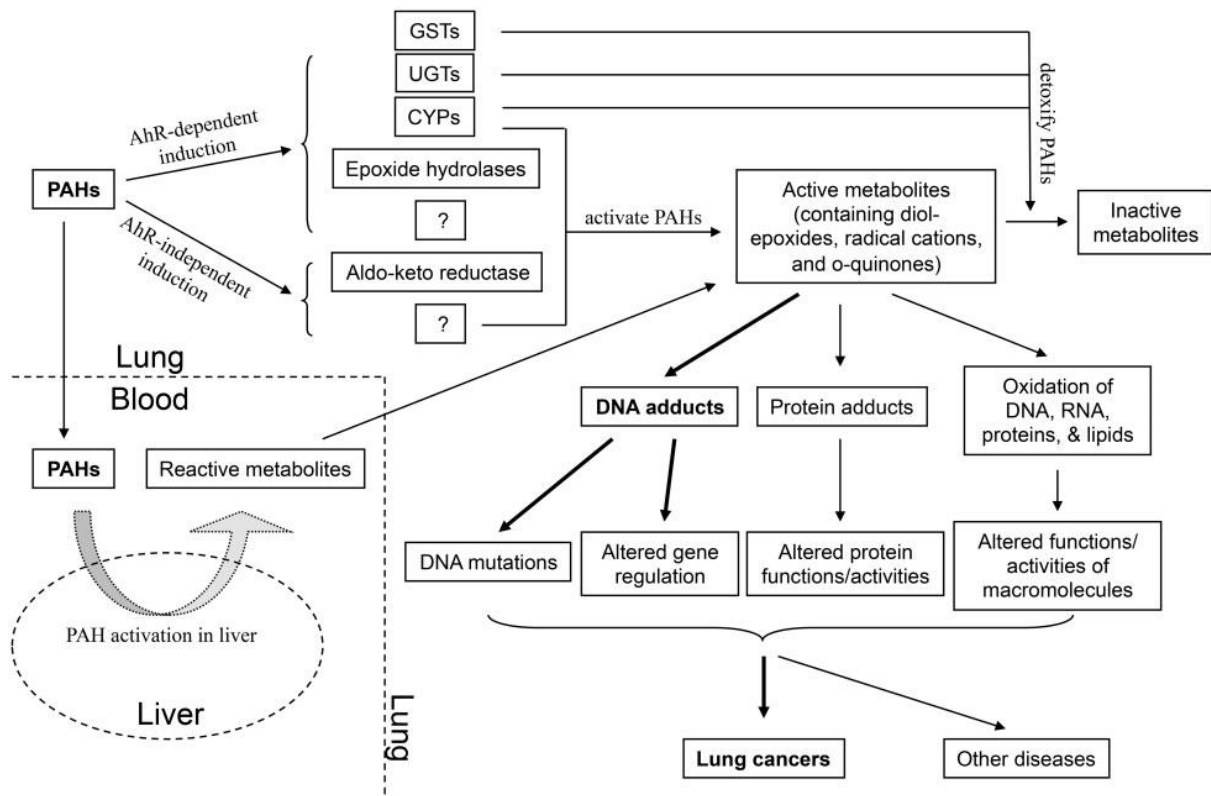 GSTs
UGTs
CYPs
Epoxide hydrolases
?
Aldo-keto reductase
?
PAHs
AhR-dependent
induction
AhR-independent
induction
activate PAHs
detoxify PAHs
Active metabolites
(containing diol-
epoxides, radical cations,
and o-quinones)
Inactive
metabolites
Lung
Blood
PAHs
Reactive metabolites
PAH activation in liver
Liver
Lung
DNA adducts
Protein adducts
Oxidation of
DNA, RNA,
proteins, & lipids
DNA mutations
Altered gene
regulation
Altered protein
functions/activities
Altered functions/
activities of
macromolecules
Lung cancers
Other diseases